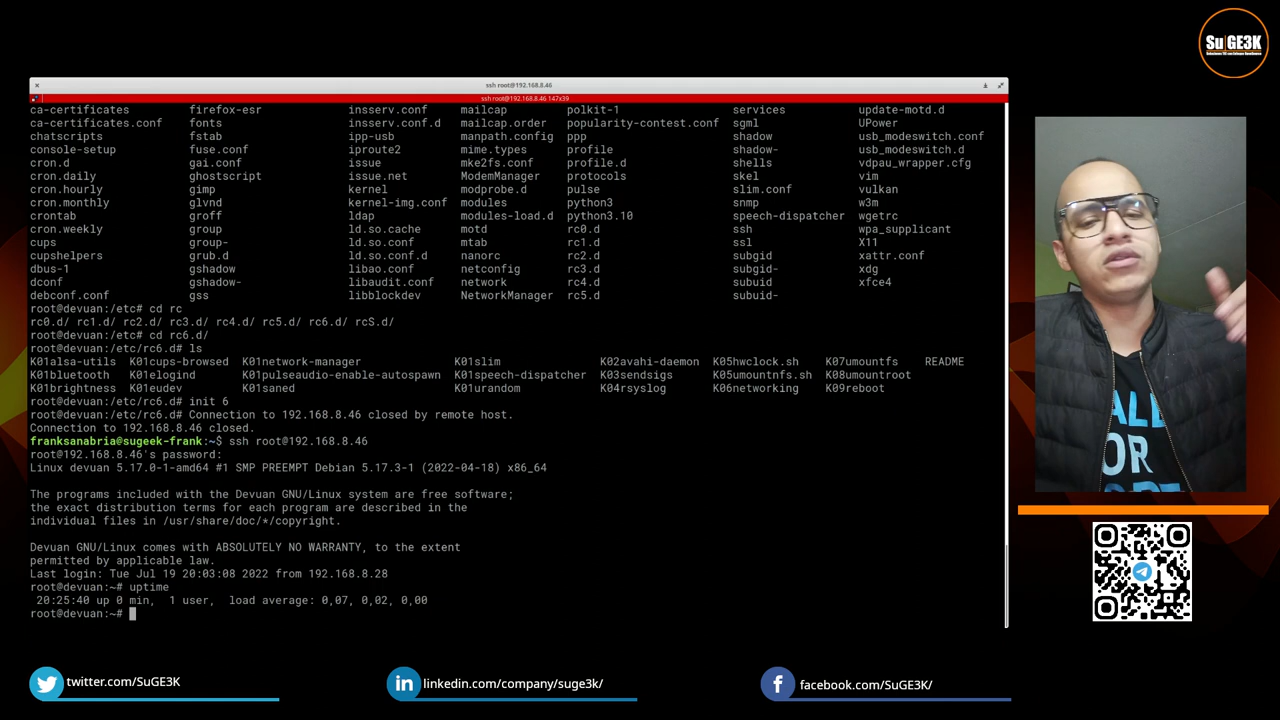 SuGE3K
ssh root@192.168.8.46
ssh root@192.168.8.46 147x39
ca-certificates firefox-esr insserv.conf mailcap polkit-1 services update-motd.d
ca-certificates.conf fonts insserv.conf.d mailcap.order popularity-contest.conf sgml UPower
chatscripts fstab ipp-usb manpath.config ppp shadow usb_modeswitch.conf
console-setup fuse.conf iproute2 mime.types profile shadow- usb_modeswitch.d
cron.d gai.conf issue mke2fs.conf profile.d shells vdpau_wrapper.cfg
cron.daily ghostscript issue.net ModemManager protocols skel vim
cron.hourly gimp kernel modprobe.d pulse slim.conf vulkan
cron.monthly glvnd kernel-img.conf modules python3 snmp w3m
crontab groff ldap modules-load.d python3.10 speech-dispatcher wgetrc
cron.weekly group ld.so.cache motd rc0.d ssh wpa_supplicant
cups group- ld.so.conf mtab rc1.d ssl X11
cupshelpers grub.d ld.so.conf.d nanorc rc2.d subgid xattr.conf
dbus-1 gshadow libao.conf netconfig rc3.d subgid- xdg
dconf gshadow- libaudit.conf network rc4.d subuid xfce4
debconf.conf gss libblockdev NetworkManager rc5.d subuid-
root@devuan:/etc# cd rc
rc0.d/ rc1.d/ rc2.d/ rc3.d/ rc4.d/ rc5.d/ rc6.d/ rcS.d/
root@devuan:/etc# cd rc6.d/
root@devuan:/etc/rc6.d# ls
K01alsa-utils K01cups-browsed K01network-manager K01slim K02avahi-daemon K05hwclock.sh K07umountfs README
K01bluetooth K01elogind K01pulseaudio-enable-autospawn K01speech-dispatcher K03sendsigs K05umountnfs.sh K08umountroot
K01brightness K01eudev K01saned K01urandom K04rsyslog K06networking K09reboot
root@devuan:/etc/rc6.d# init 6
root@devuan:/etc/rc6.d# Connection to 192.168.8.46 closed by remote host.
Connection to 192.168.8.46 closed.
franksanabria@sugeek-frank:~$ ssh root@192.168.8.46
root@192.168.8.46's password:
Linux devuan 5.17.0-1-amd64 #1 SMP PREEMPT Debian 5.17.3-1 (2022-04-18) x86_64
The programs included with the Devuan GNU/Linux system are free software;
the exact distribution terms for each program are described in the
individual files in /usr/share/doc/*/copyright.
Devuan GNU/Linux comes with ABSOLUTELY NO WARRANTY, to the extent
permitted by applicable law.
Last login: Tue Jul 19 20:03:08 2022 from 192.168.8.28
root@devuan:~# uptime
20:25:40 up 0 min, 1 user, load average: 0,07, 0,02, 0,00
root@devuan:~#
twitter.com/SuGE3K
linkedin.com/company/suge3k/
facebook.com/SuGE3K/